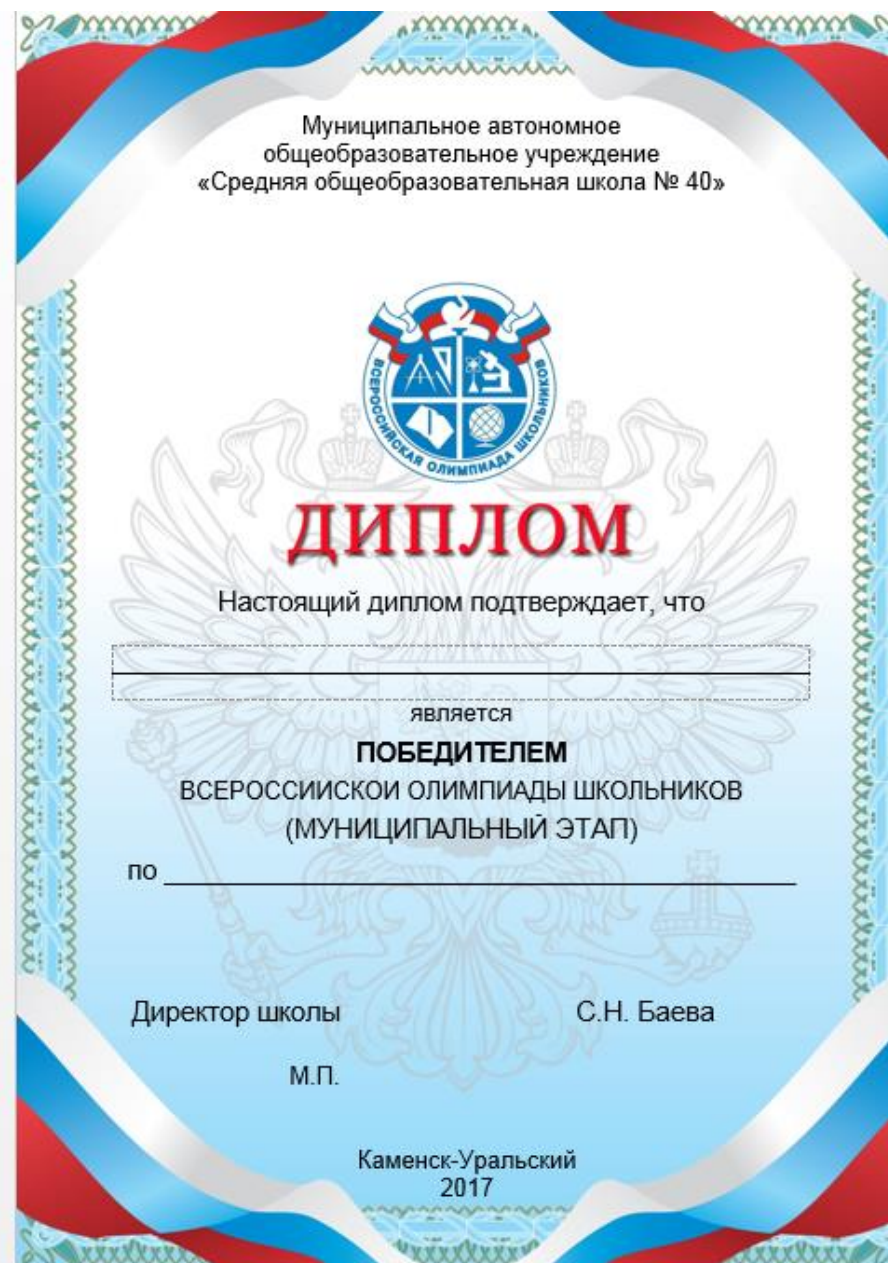 Муниципальное автономное
общеобразовательное учреждение
«Средняя общеобразовательная школа № 40»
ВСЕРОССИЙСКАЯ ОЛИМПИАДА ШКОЛЬНИКОВ
ДИПЛОМ
Настоящий диплом подтверждает, что
является
ПОБЕДИТЕЛЕМ
ВСЕРОССИИСКОИ ОЛИМПИАДЫ ШКОЛЬНИКОВ
(МУНИЦИПАЛЬНЫЙ ЭТАП)
по
Директор школы С.Н. Баева
М.П.
Каменск-Уральский
2017